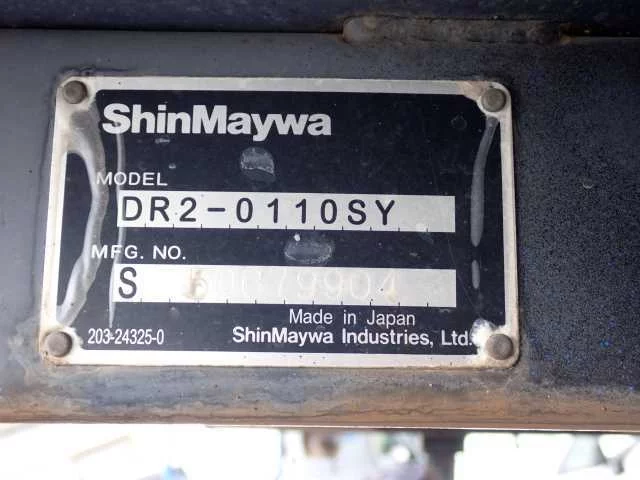 ShinMaywa
MODEL
DR2-0110SY
MFG. NO.
S
Made in Japan
203-24325-0
ShinMaywa Industries, Ltd.